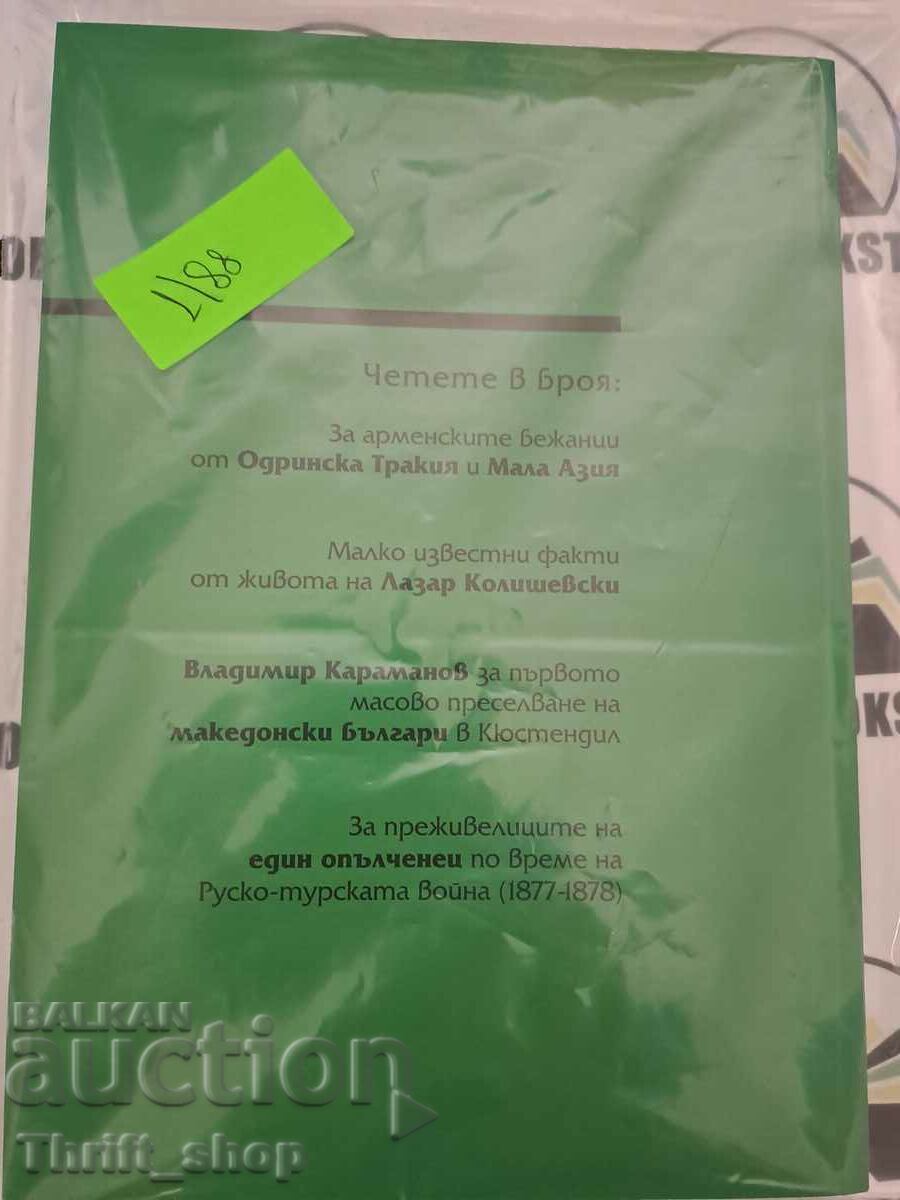 L188
Четете в броя:
За арменските бежанци
от Одринска Тракия и Мала Азия
Малко известни факти
от живота на Лазар Колишевски
Владимир Караманов за първото
масово преселване на
македонски българи в Кюстендил
За преживелиците на
един опълченец по време на
Руско-турската война (1877-1878)
BALKAN
auction
Thrift_shop